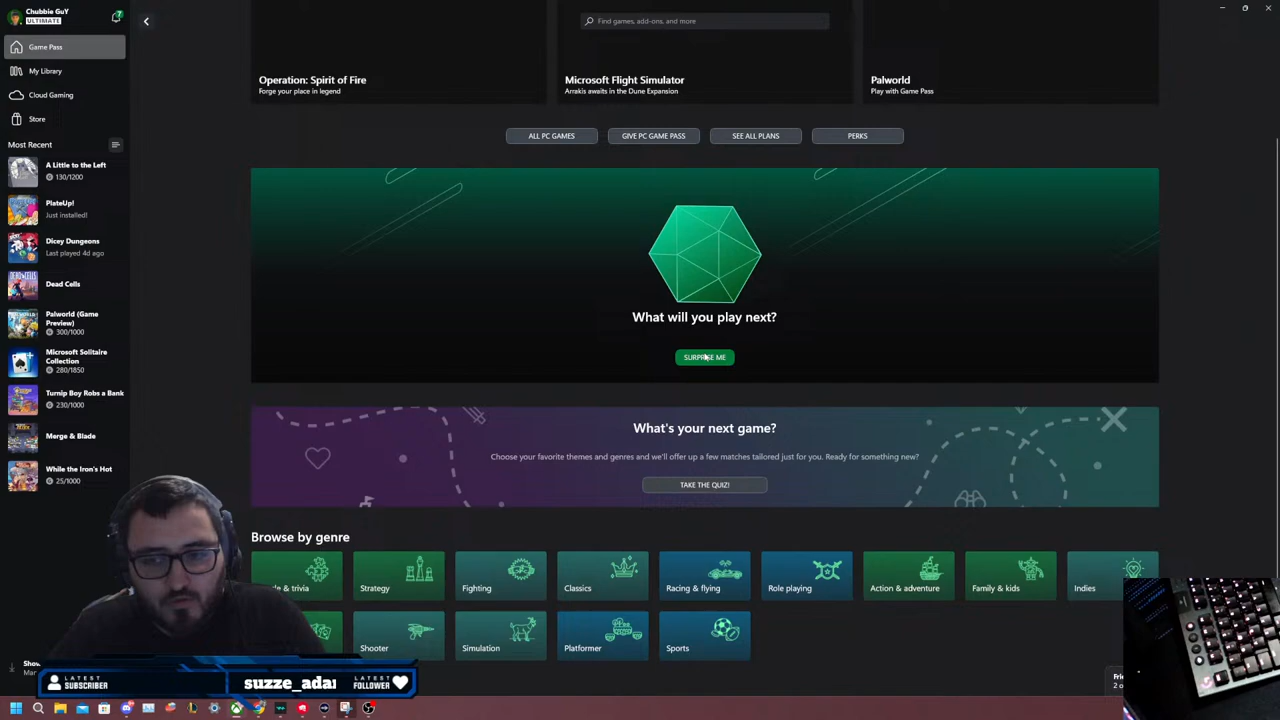 Chubbie GuY
ULTIMATE
7
Game Pass
My Library
Cloud Gaming
Store
Most Recent
A Little to the Left
130/1200
PlateUp!
Just installed!
Dicey Dungeons
Last played 4d ago
Dead Cells
Palworld (Game
Preview)
300/1000
Microsoft Solitaire
Collection
280/1850
Turnip Boy Robs a Bank
230/1000
Merge & Blade
While the Iron's Hot
25/1000
Find games, add-ons, and more
Operation: Spirit of Fire
Forge your place in legend
Microsoft Flight Simulator
Arrakis awaits in the Dune Expansion
Palworld
Play with Game Pass
ALL PC GAMES
GIVE PC GAME PASS
SEE ALL PLANS
PERKS
What will you play next?
SURPRISE ME
What's your next game?
Choose your favorite themes and genres and we'll offer up a few matches tailored just for you. Ready for something new?
TAKE THE QUIZ!
Browse by genre
& trivia
Strategy
Fighting
Classics
Racing & flying
Role playing
Action & adventure
Family & kids
Indies
Shooter
Simulation
Platformer
Sports
LATEST
SUBSCRIBER
suzze_ada
LATEST
FOLLOWER